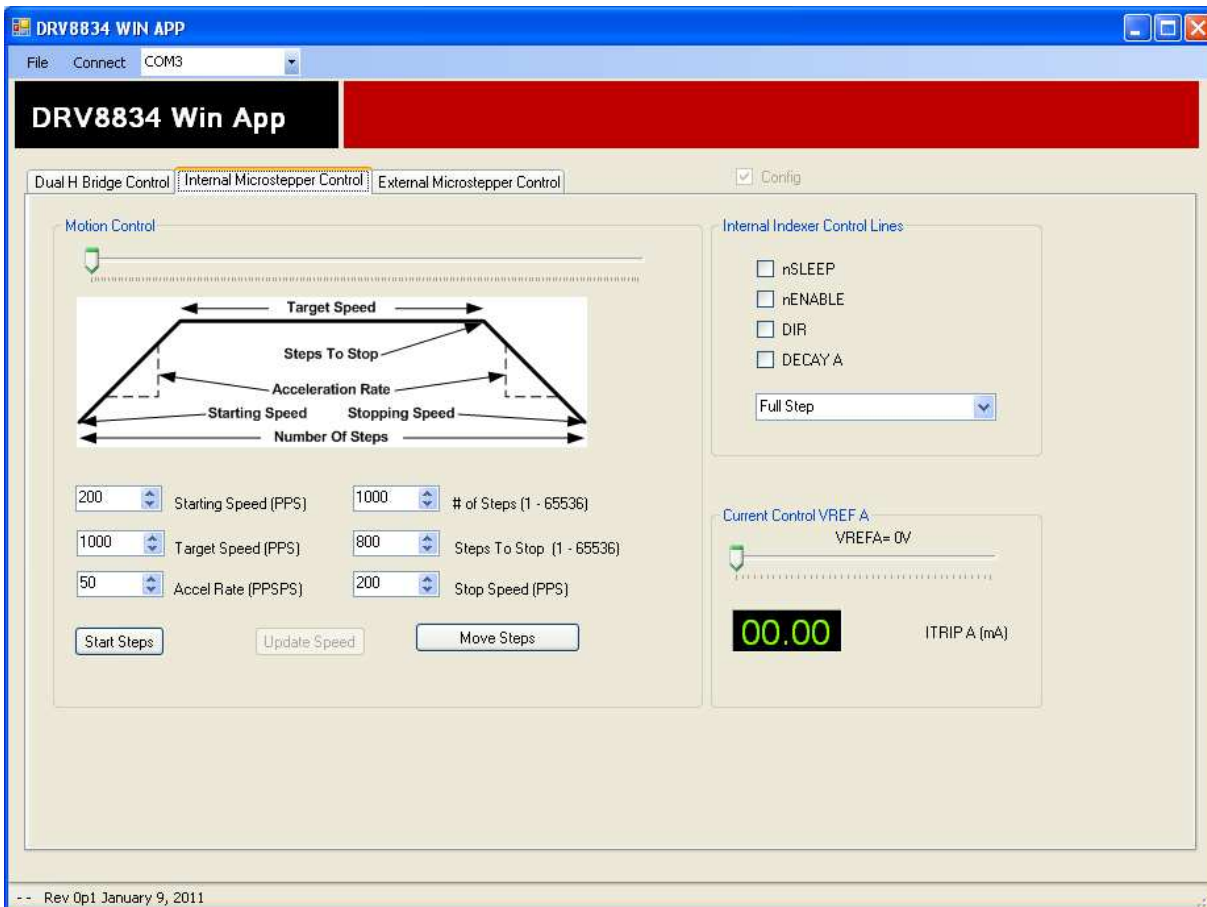 DRV8834 WIN APP
File Connect COM3
DRV8834 Win App
Dual H Bridge Control Internal Microstepper Control External Microstepper Control
Config
Motion Control
Target Speed
Steps To Stop
Acceleration Rate
Starting Speed Stopping Speed
Number Of Steps
200 Starting Speed (PPS) 1000 # of Steps (1 - 65536)
1000 Target Speed (PPS) 800 Steps To Stop (1 - 65536)
50 Accel Rate (PPSPS) 200 Stop Speed (PPS)
Start Steps Update Speed Move Steps
Internal Indexer Control Lines
nSLEEP
nENABLE
DIR
DECAY A
Full Step
Current Control VREF A
VREFA= 0V
00.00 ITRIP A (mA)
-- Rev 0p1 January 9, 2011